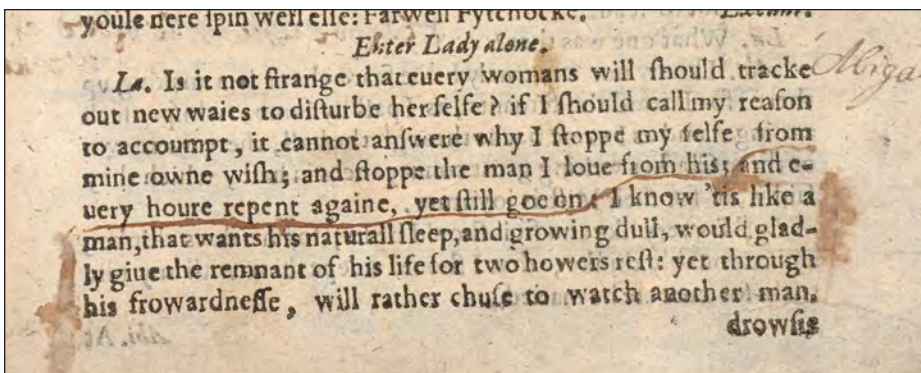 youle nere ſpin well elſe: Farwell Fytchocke. Exeunt.
Enter Lady alone.
La. Is it not ſtrange that euery womans will ſhould tracke
Abiga
out new waies to diſturbe her ſelfe? if I ſhould call my reaſon
to accoumpt, it cannot anſwere why I ſtoppe my ſelfe from
mine owne wiſh; and ſtoppe the man I loue from his; and e-
uery houre repent againe, yet ſtill goe on: I know 'tis like a
man, that wants his naturall ſleep, and growing dull, would glad-
ly giue the remnant of his life for two howers reſt: yet through
his frowardneſſe, will rather chuſe to watch another man,
drowſie